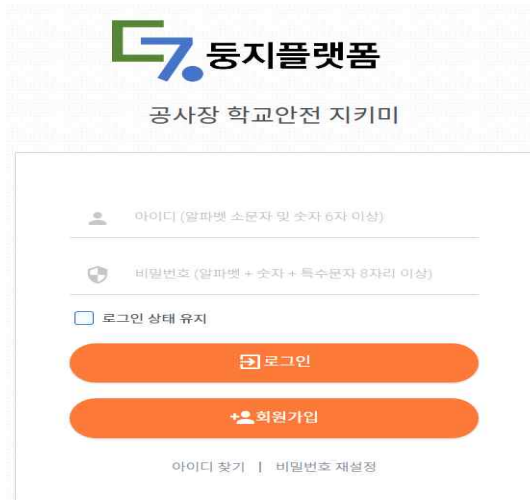 둥지플랫폼
공사장 학교안전 지키미
아이디 (알파벳 소문자 및 숫자 6자 이상)
비밀번호 (알파벳 + 숫자 + 특수문자 8자리 이상)
로그인 상태 유지
로그인
회원가입
아이디 찾기 | 비밀번호 재설정